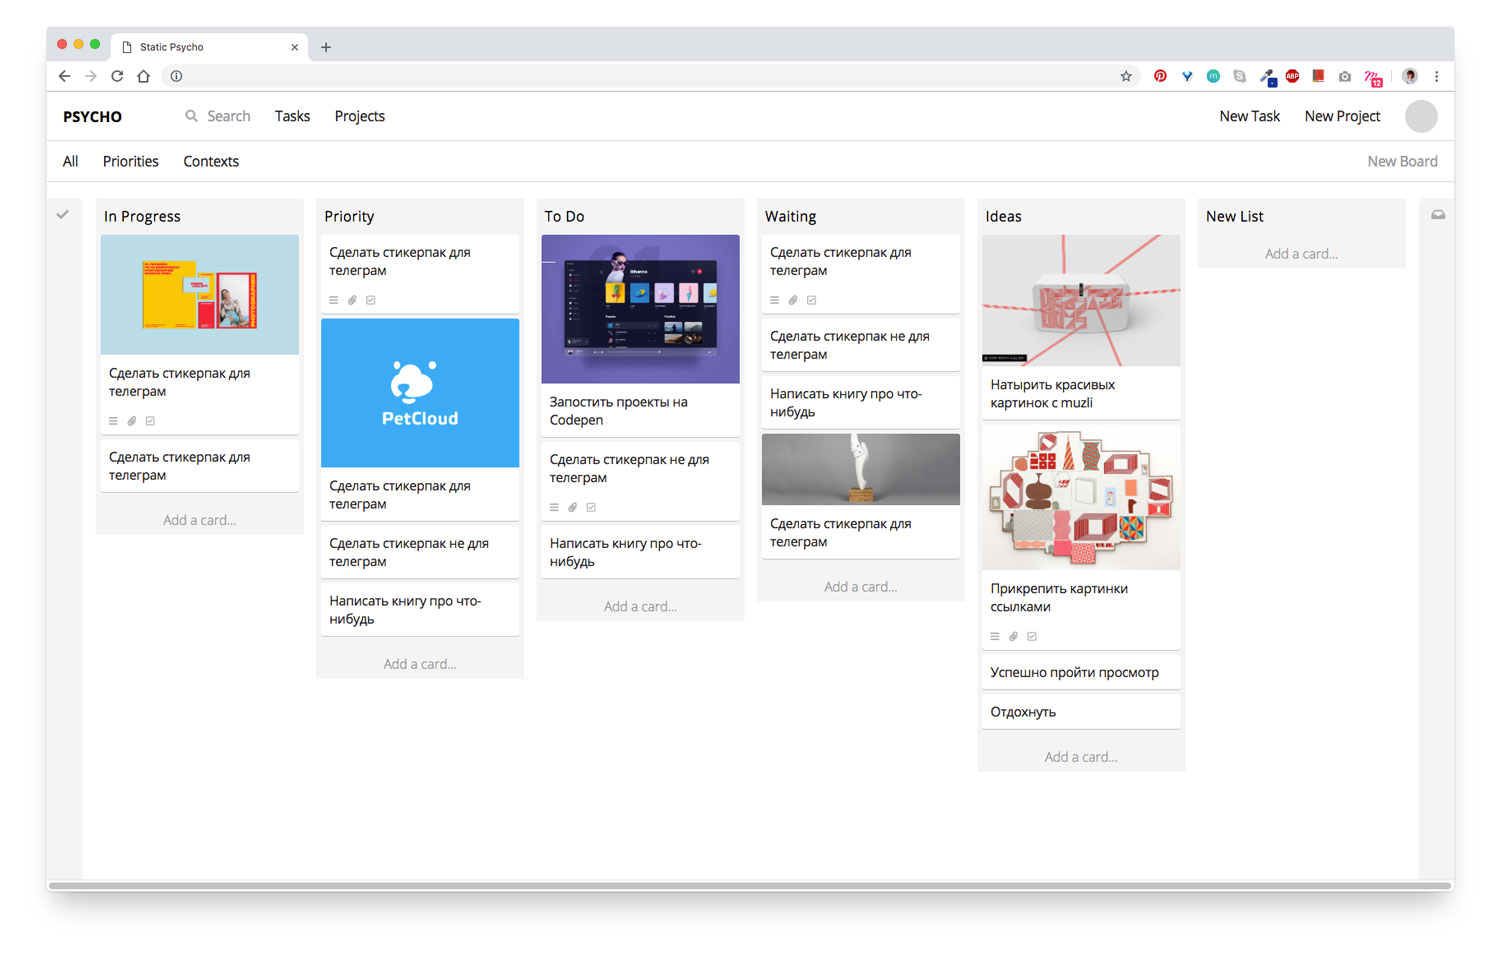 Static Psycho
12
ABP
PSYCHO
Search
Tasks
Projects
New Task
New Project
All
Priorities
Contexts
New Board
In Progress
Сделать стикерпак для
телеграм
Сделать стикерпак для
телеграм
Add a card...
Priority
Сделать стикерпак для
телеграм
PetCloud
Сделать стикерпак для
телеграм
Сделать стикерпак не для
телеграм
Написать книгу про что-
нибудь
Add a card...
To Do
Запостить проекты на
Codepen
Сделать стикерпак не для
телеграм
Написать книгу про что-
нибудь
Add a card...
Waiting
Сделать стикерпак для
телеграм
Сделать стикерпак не для
телеграм
Написать книгу про что-
нибудь
Сделать стикерпак для
телеграм
Add a card...
Ideas
Натырить красивых
картинок с muzli
Прикрепить картинки
ссылками
Успешно пройти просмотр
Отдохнуть
Add a card...
New List
Add a card...